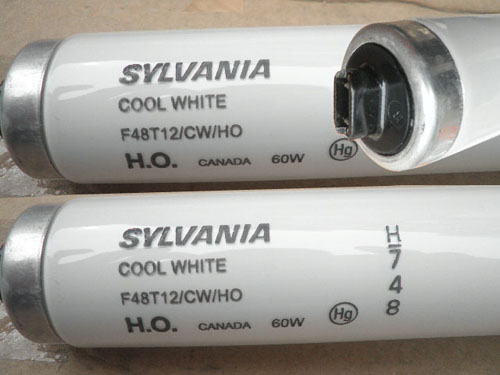 SYLVANIA
COOL WHITE
F48T12/CW/HO
H.O. CANADA 60W Hg
SYLVANIA
COOL WHITE
F48T12/CW/HO
H.O. CANADA 60W Hg
H
7
4
8